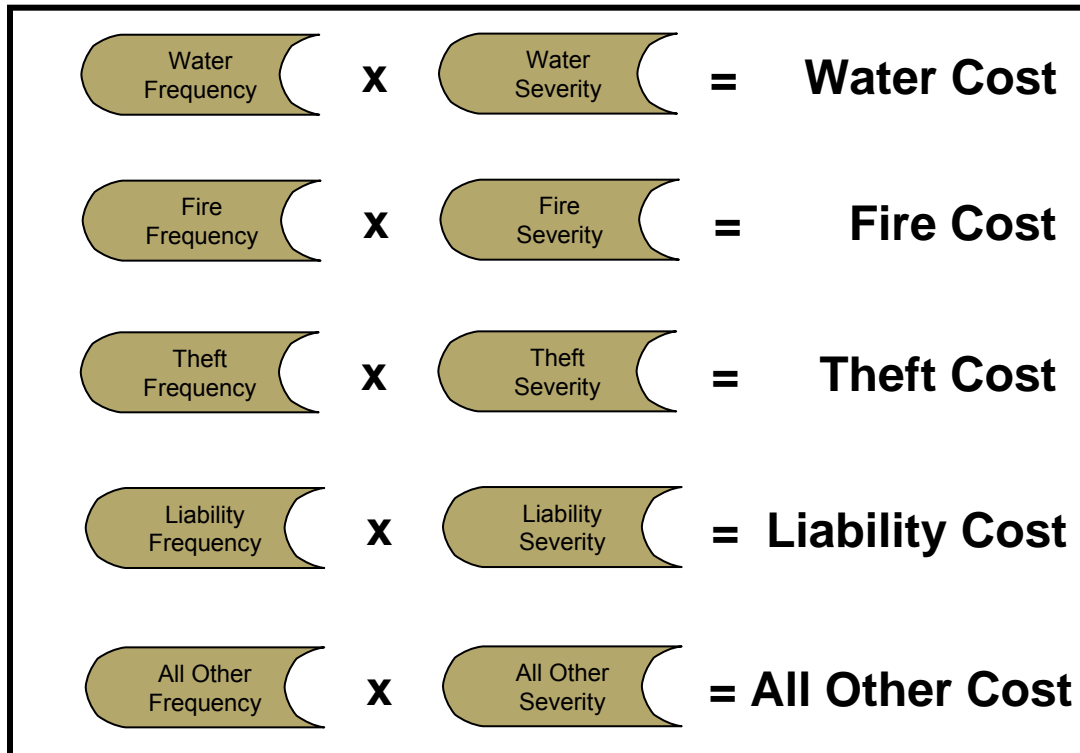 Water
Frequency
x
Water
Severity
= Water Cost
Fire
Frequency
x
Fire
Severity
= Fire Cost
Theft
Frequency
x
Theft
Severity
= Theft Cost
Liability
Frequency
x
Liability
Severity
= Liability Cost
All Other
Frequency
x
All Other
Severity
= All Other Cost